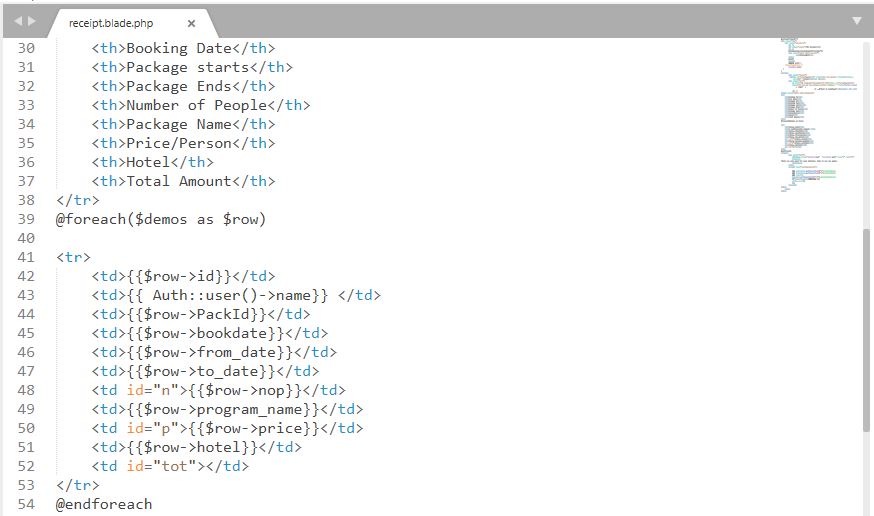 receipt.blade.php ×
30 <th>Booking Date</th>
31 <th>Package starts</th>
32 <th>Package Ends</th>
33 <th>Number of People</th>
34 <th>Package Name</th>
35 <th>Price/Person</th>
36 <th>Hotel</th>
37 <th>Total Amount</th>
38 </tr>
39 @foreach($demos as $row)
40
41 <tr>
42 <td>{{$row->id}}</td>
43 <td>{{ Auth::user()->name}} </td>
44 <td>{{$row->PackId}}</td>
45 <td>{{$row->bookdate}}</td>
46 <td>{{$row->from_date}}</td>
47 <td>{{$row->to_date}}</td>
48 <td id="n">{{$row->nop}}</td>
49 <td>{{$row->program_name}}</td>
50 <td id="p">{{$row->price}}</td>
51 <td>{{$row->hotel}}</td>
52 <td id="tot"></td>
53 </tr>
54 @endforeach